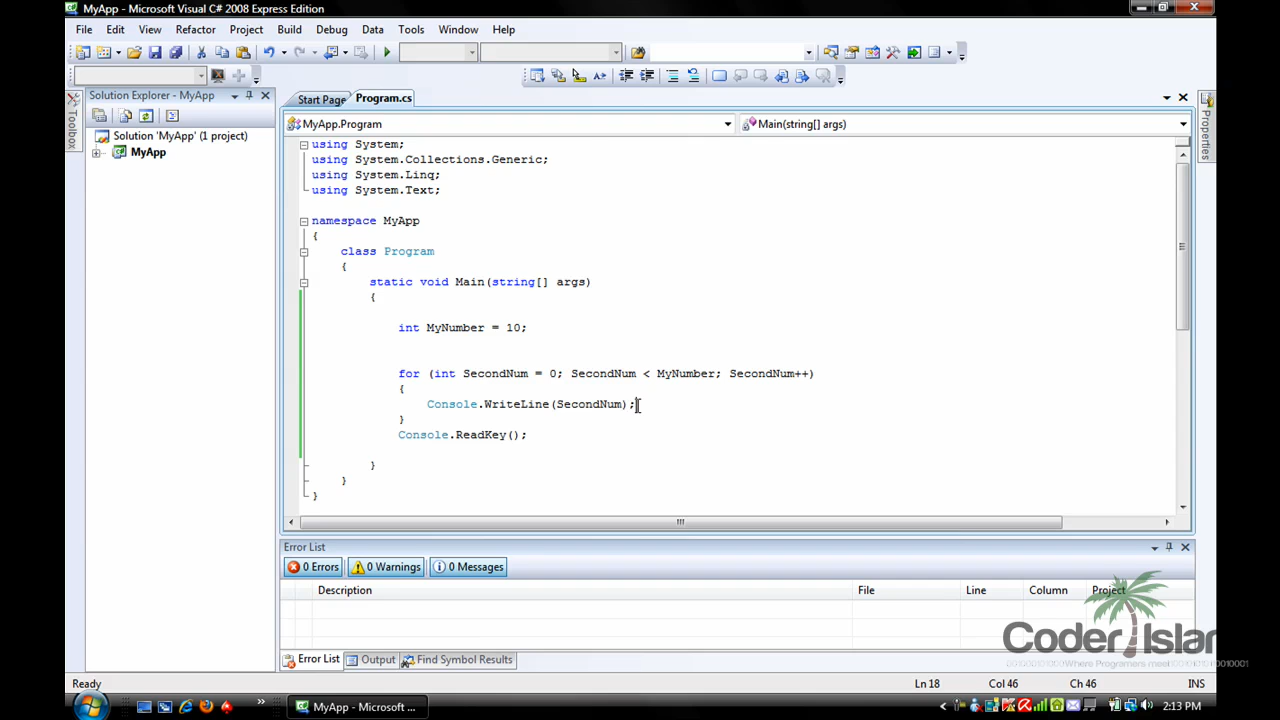 MyApp - Microsoft Visual C# 2008 Express Edition
File Edit View Refactor Project Build Debug Data Tools Window Help
Solution Explorer - MyApp
Solution 'MyApp' (1 project)
MyApp
Toolbox
Start Page Program.cs
MyApp.Program Main(string[] args)
Properties
using System;
using System.Collections.Generic;
using System.Linq;
using System.Text;
namespace MyApp
{
class Program
{
static void Main(string[] args)
{
int MyNumber = 10;
for (int SecondNum = 0; SecondNum < MyNumber; SecondNum++)
{
Console.WriteLine(SecondNum);
}
Console.ReadKey();
}
}
}
Error List
0 Errors 0 Warnings 0 Messages
Description File Line Column Project
Coder Islan
Where Programers meet
Error List Output Find Symbol Results
Ready Ln 18 Col 46 Ch 46 INS
MyApp - Microsoft ... 2:13 PM